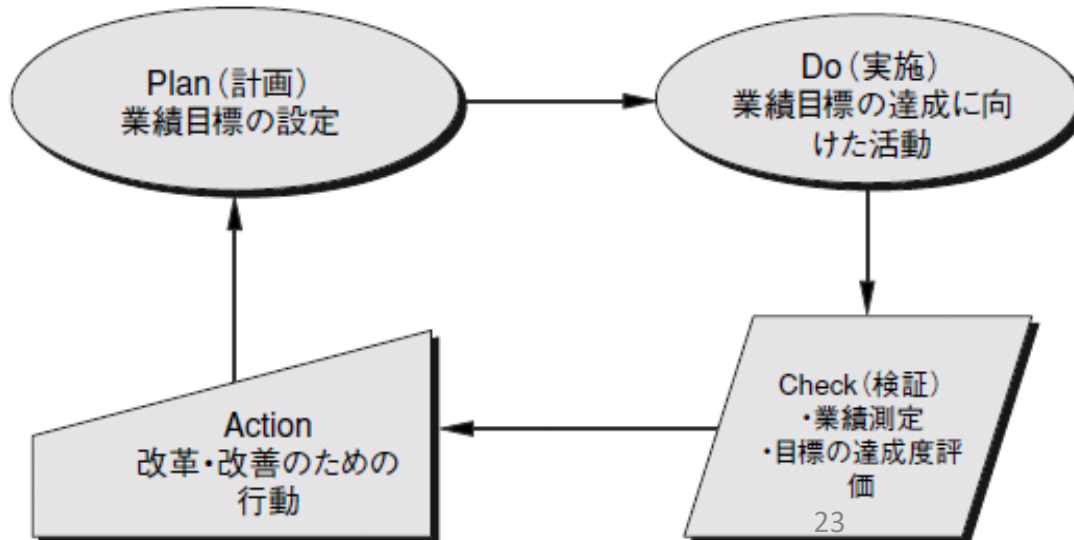 Plan（計画）
業績目標の設定
Do（実施）
業績目標の達成に向
けた活動
Check（検証）
・業績測定
・目標の達成度評
価
23
Action
改革・改善のための
行動